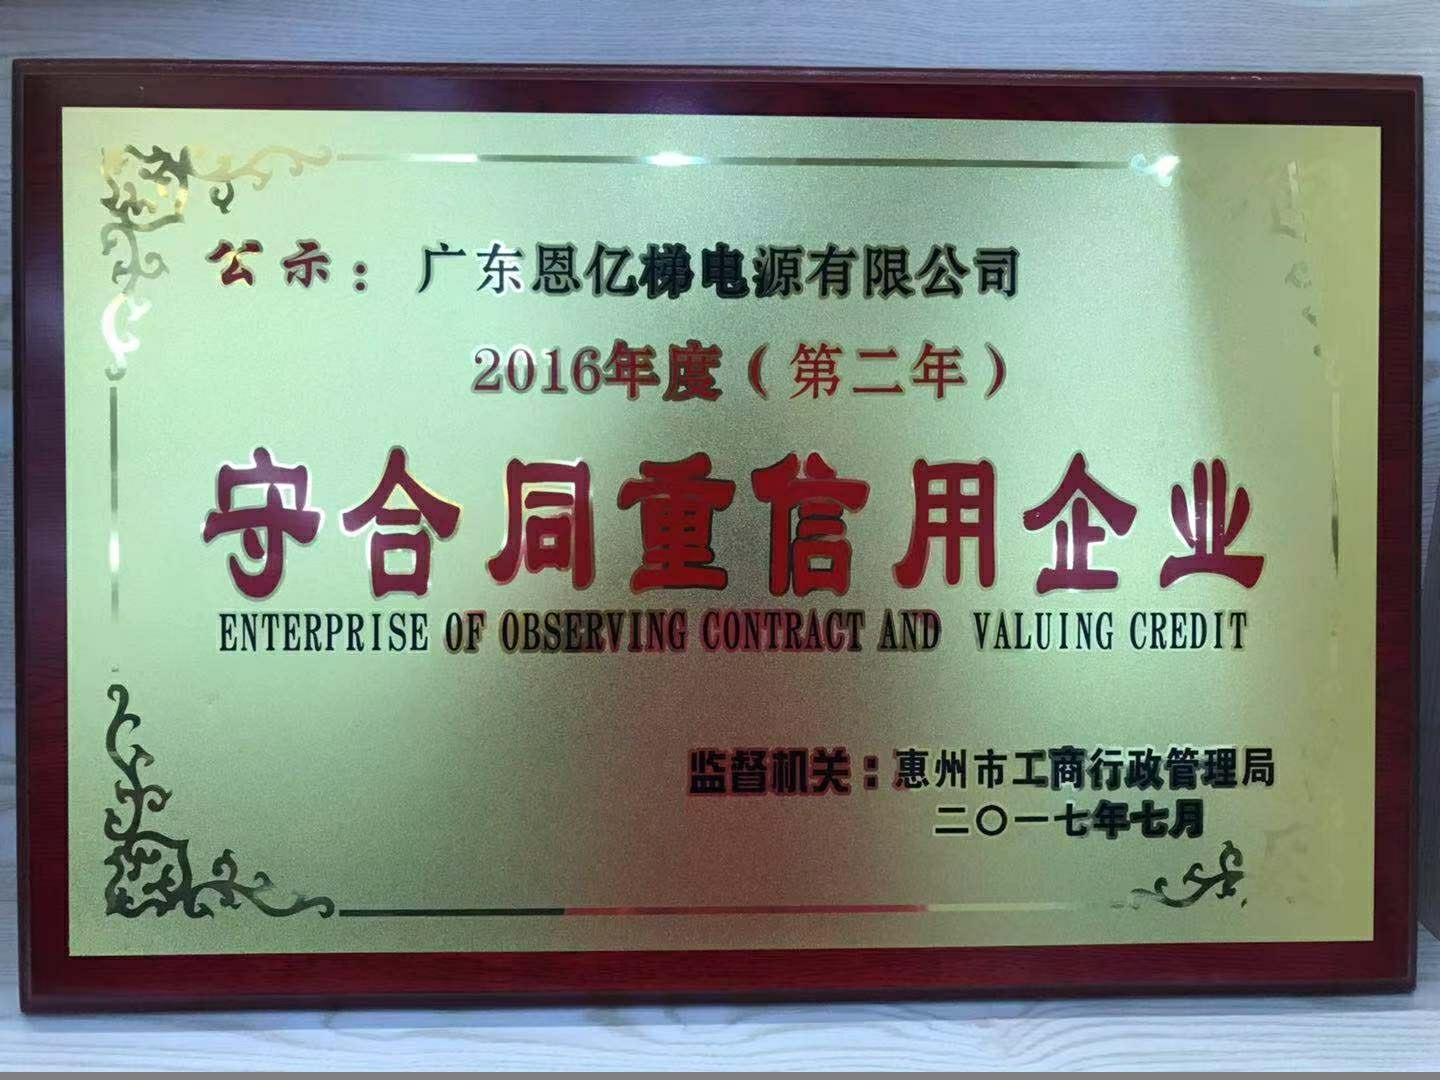 公示：广东恩亿梯电源有限公司
2016年度（第二年）
守合同重信用企业
ENTERPRISE OF OBSERVING CONTRACT AND VALUING CREDIT
监督机关：惠州市工商行政管理局
二〇一七年七月